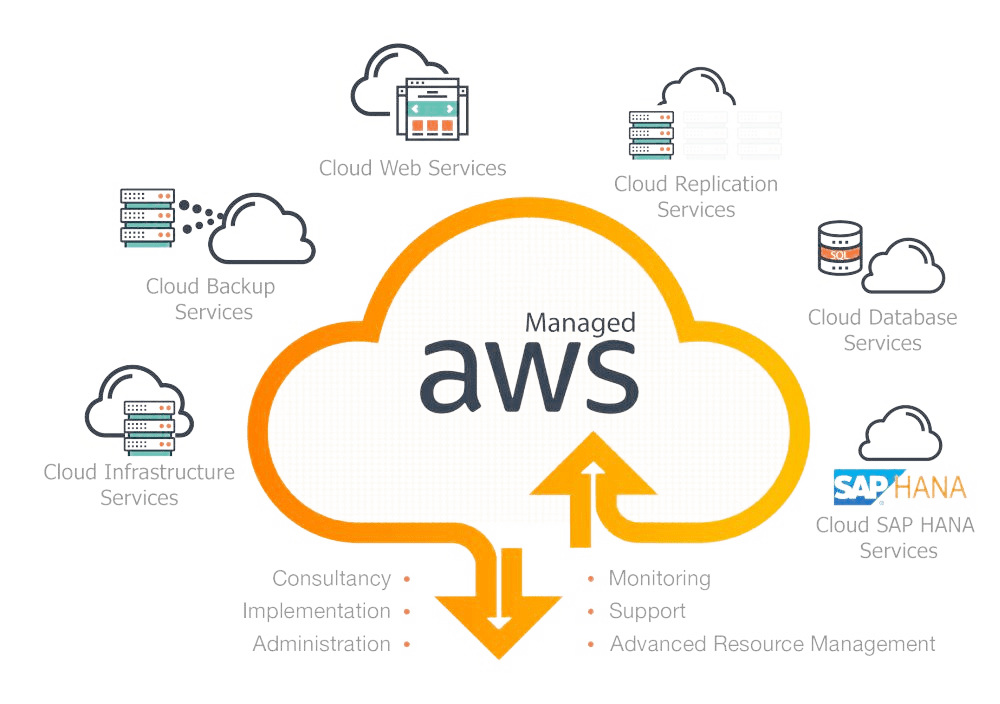 Cloud Web Services
Cloud Replication
Services
Cloud Backup
Services
SQL
Cloud Database
Services
Managed
aws
Cloud Infrastructure
Services
SAP HANA
Cloud SAP HANA
Services
Consultancy •
Implementation •
Administration •
• Monitoring
• Support
• Advanced Resource Management